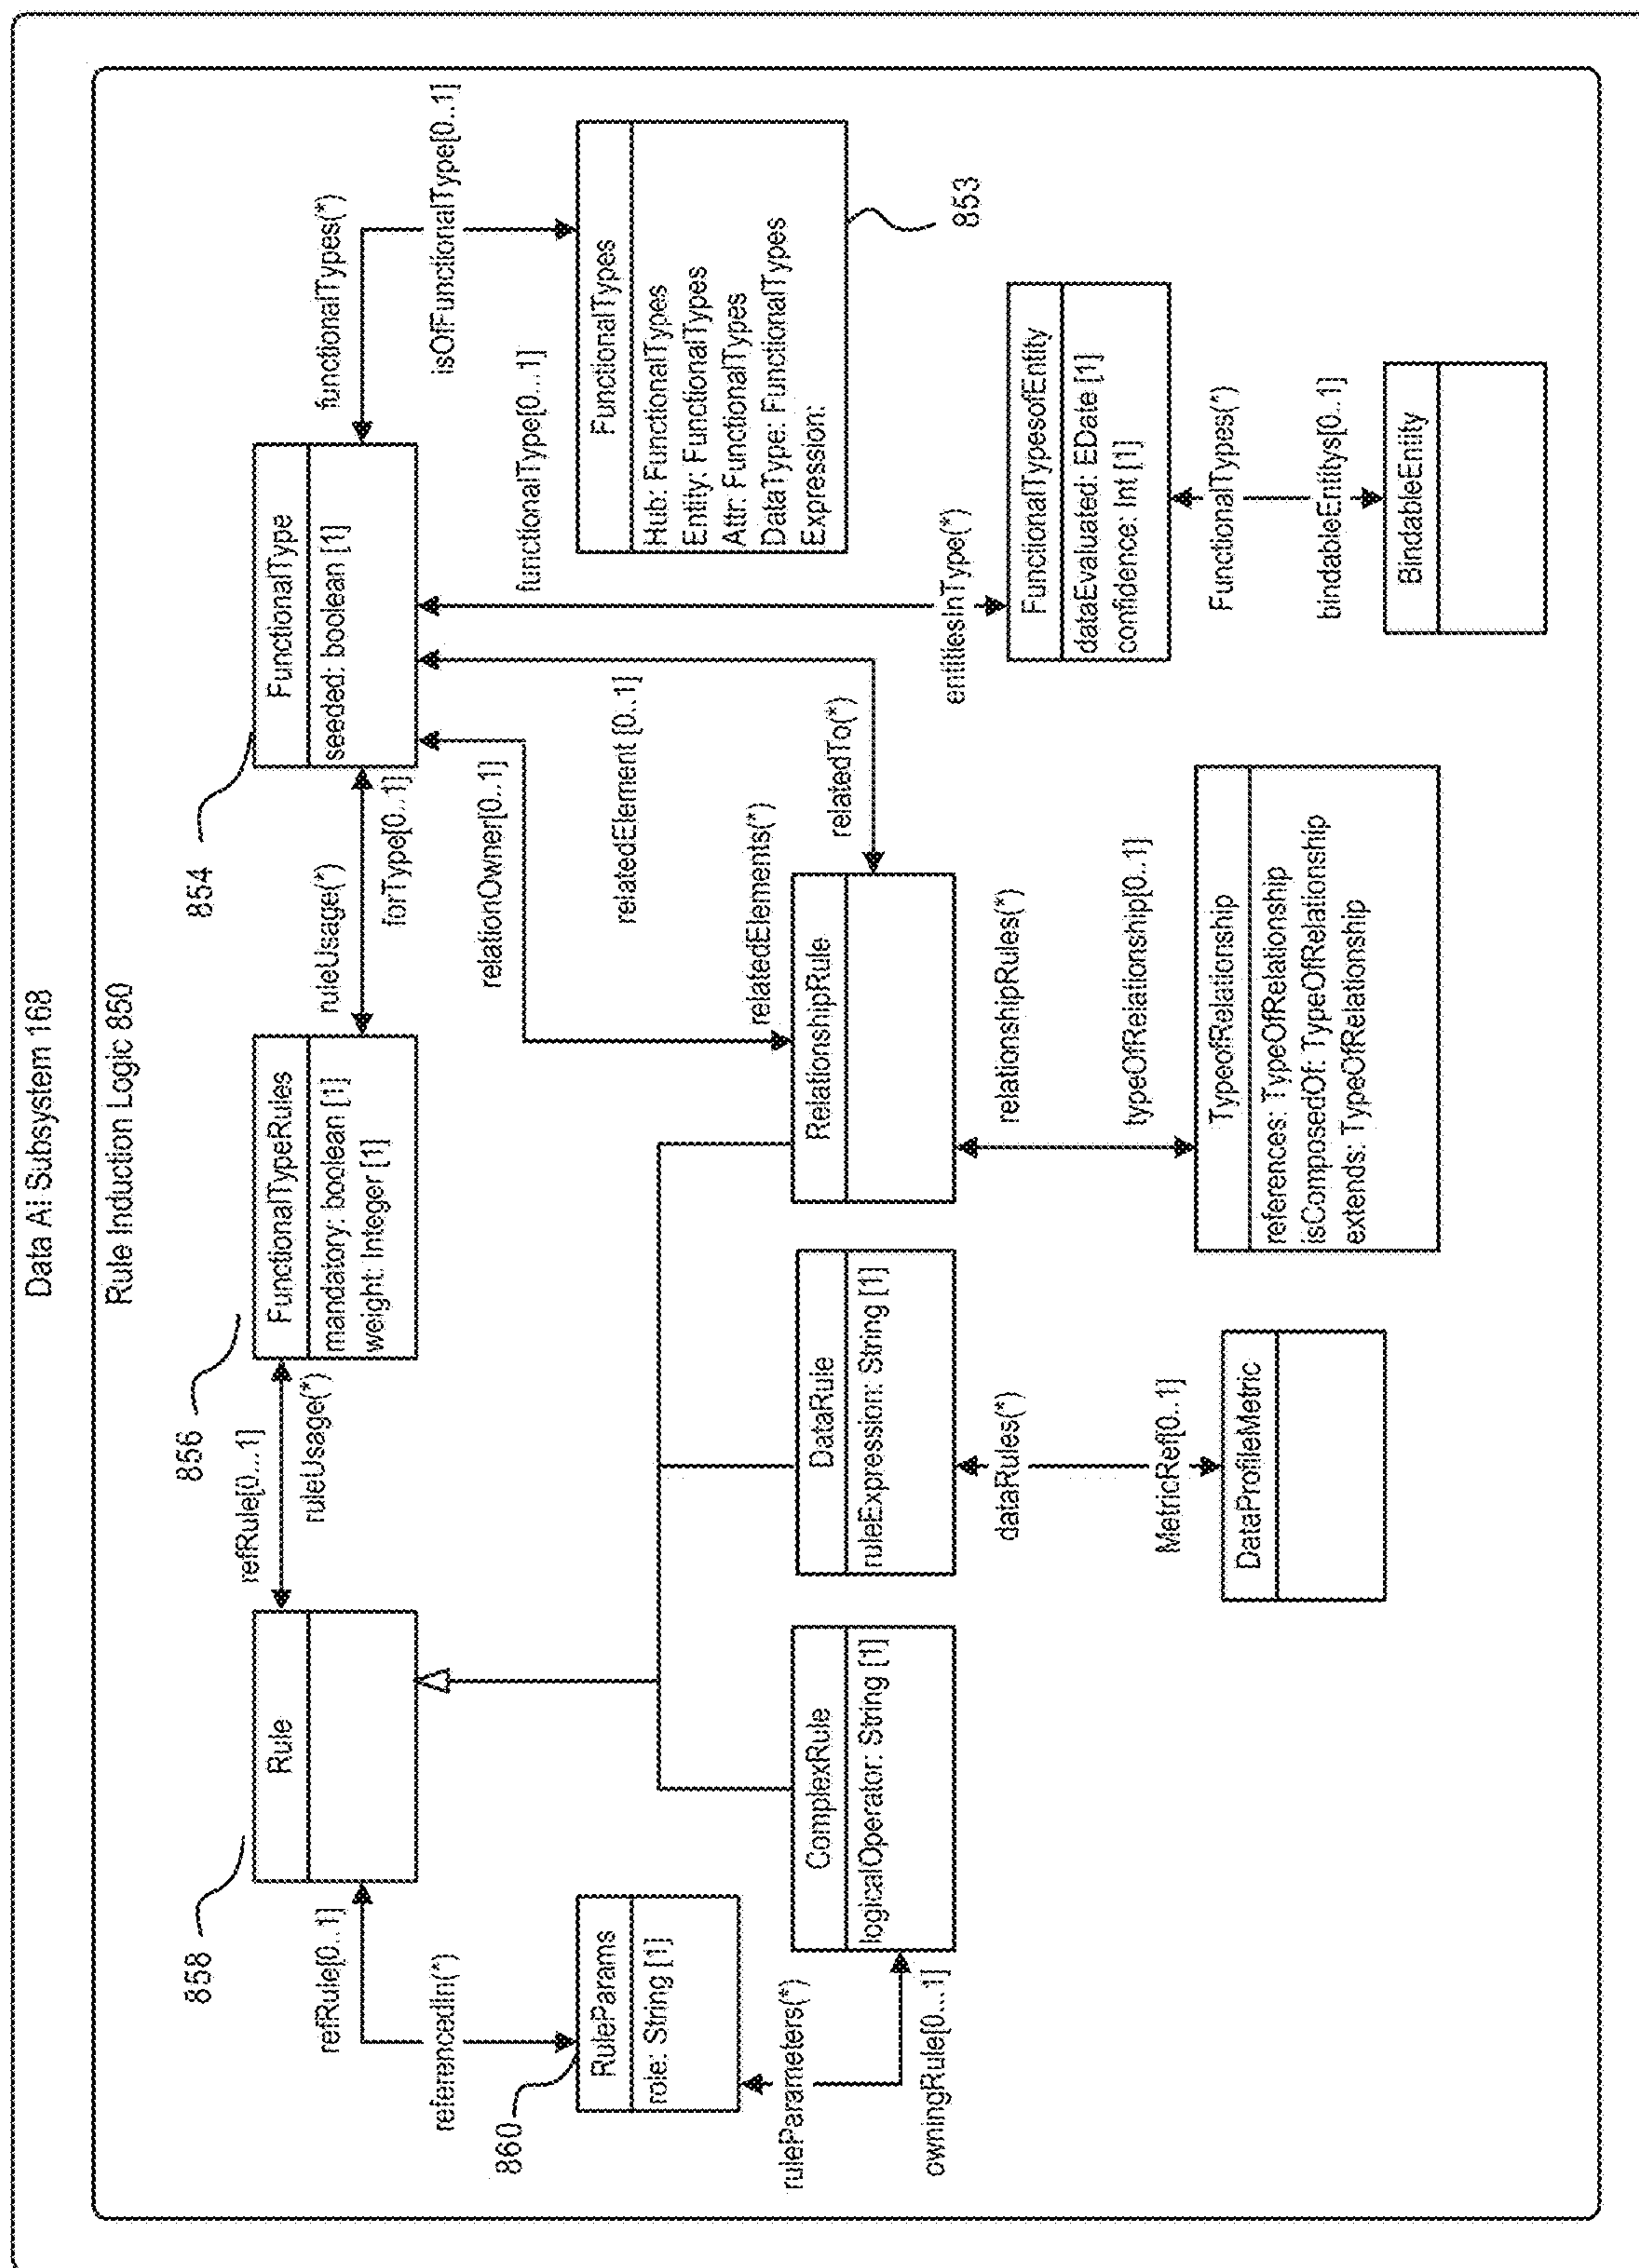 Data AI Subsystem 168
Rule Induction Logic 850
858
856
854
Rule
refRule[0...1]
ruleUsage(*)
FunctionalTypeRules
mandatory: boolean [1]
weight: Integer [1]
ruleUsage(*)
forType[0..1]
FunctionalType
seeded: boolean [1]
functionalTypes(*)
isOfFunctionalType[0..1]
refRule[0..1]
referencedIn(*)
relationOwner[0..1]
functionalType[0...1]
860
RuleParams
role: String [1]
FunctionalTypes
Hub: FunctionalTypes
Entity: FunctionalTypes
Attr: FunctionalTypes
DataType: FunctionalTypes
Expression:
853
relatedElement [0..1]
relatedElements(*)
relatedTo(*)
ruleParameters(*)
owningRule[0...1]
ComplexRule
logicalOperator: String [1]
DataRule
ruleExpression: String [1]
RelationshipRule
entitiesInType(*)
dataRules(*)
MetricRef[0..1]
relationshipRules(*)
typeOfRelationship[0..1]
FunctionalTypesofEntity
dataEvaluated: EDate [1]
confidence: Int [1]
FunctionalTypes(*)
bindableEntitys[0..1]
DataProfileMetric
TypeofRelationship
references: TypeOfRelationship
isComposedOf: TypeOfRelationship
extends: TypeOfRelationship
BindableEntity